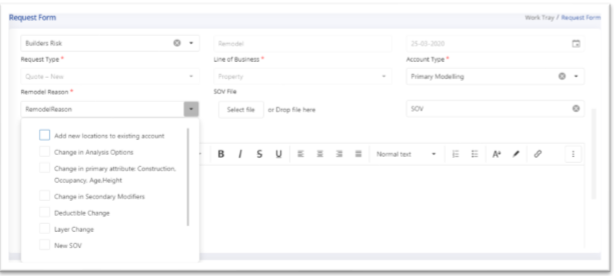 Request Form
Work Tray / Request Form
Builders Risk
Remodel
25-03-2020
Request Type *
Line of Business *
Account Type *
Quote – New
Property
Primary Modelling
Remodel Reason *
SOV File
RemodelReason
Select file or Drop file here
SOV
Add new locations to existing account
Change in Analysis Options
Change in primary attribute: Construction,
Occupancy, Age,Height
Change in Secondary Modifiers
Deductible Change
Layer Change
New SOV
B I S U
Normal text